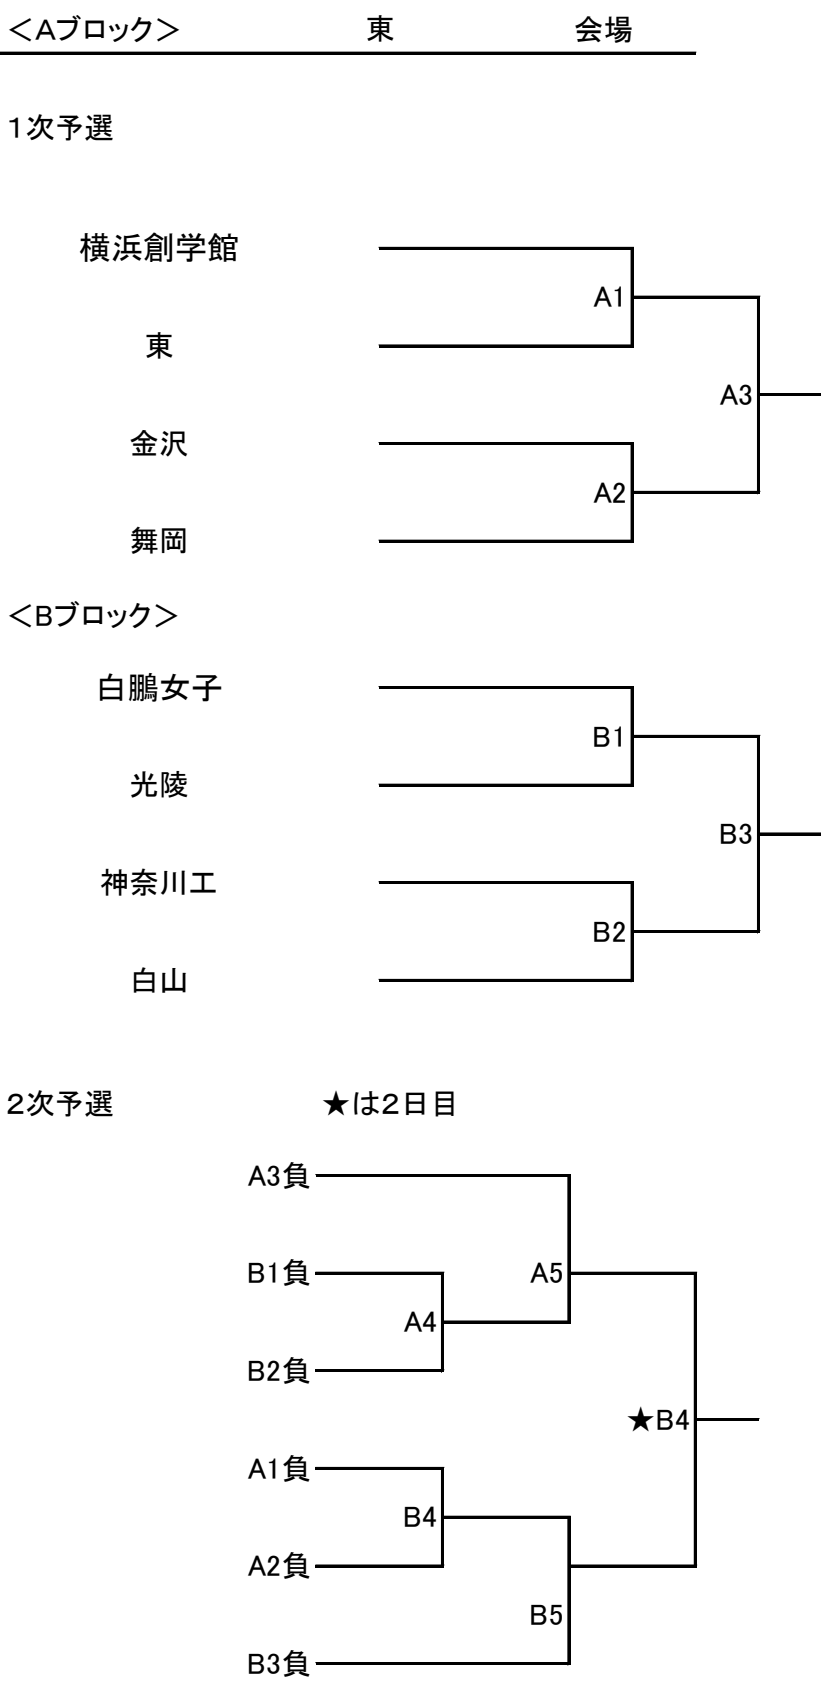 ＜Aブロック＞ 東 会場
1次予選
横浜創学館
A1
東
A3
金沢
A2
舞岡
＜Bブロック＞
白鵬女子
B1
光陵
B3
神奈川工
B2
白山
2次予選 ★は2日目
A3負
B1負 A5
A4
B2負
★B4
A1負
B4
A2負
B5
B3負